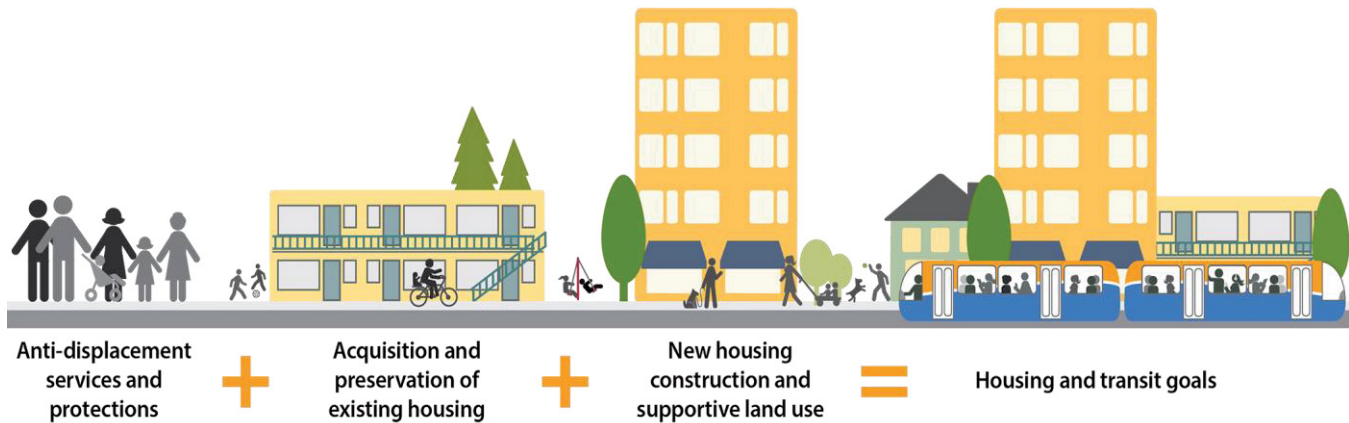 Anti-displacement
services and
protections
+
Acquisition and
preservation of
existing housing
+
New housing
construction and
supportive land use
=
Housing and transit goals